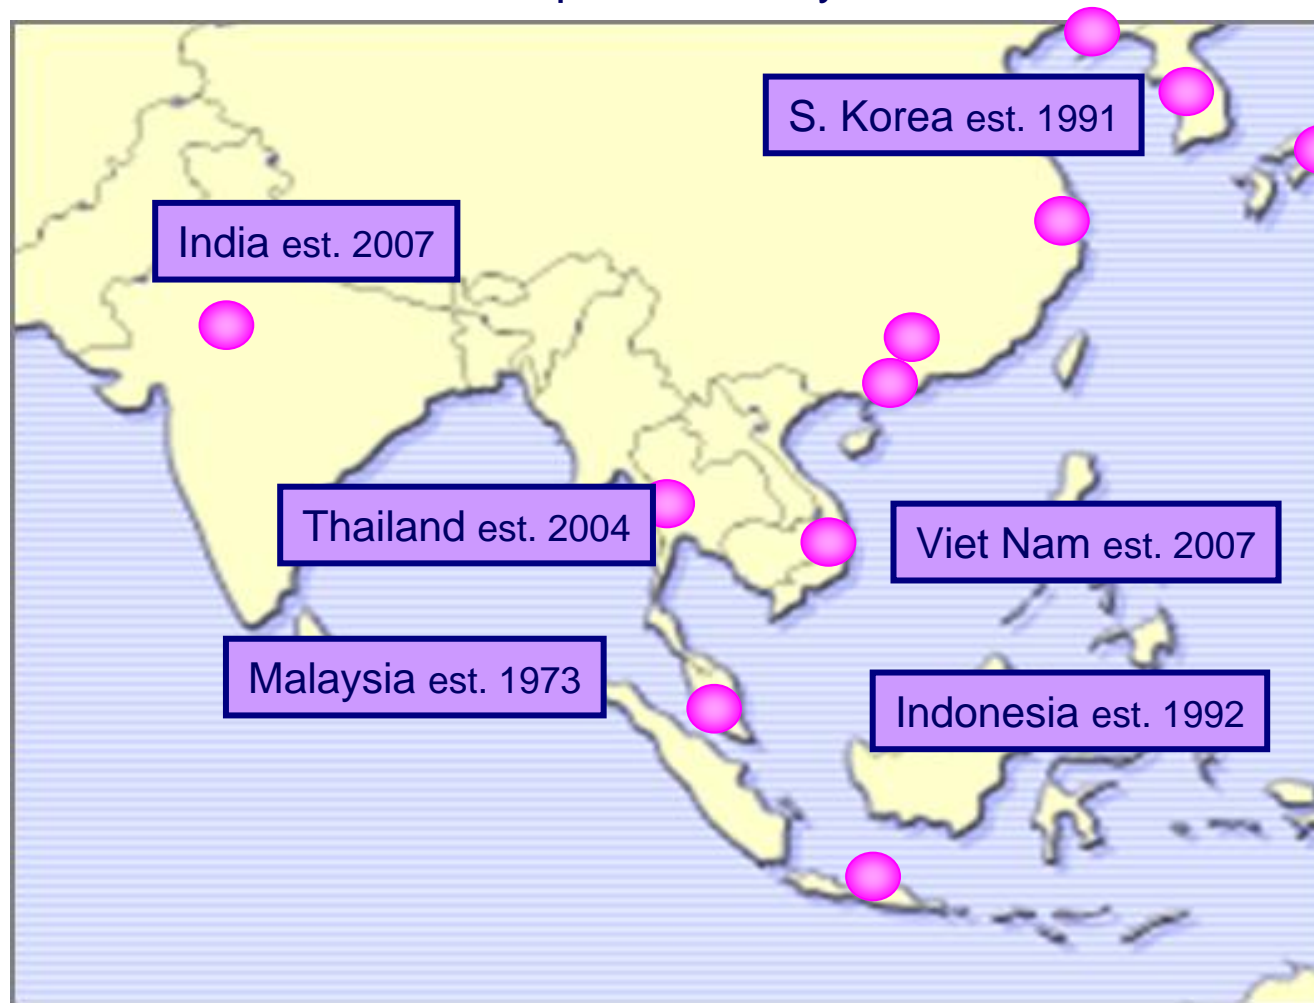 S. Korea est. 1991
India est. 2007
Thailand est. 2004
Viet Nam est. 2007
Malaysia est. 1973
Indonesia est. 1992